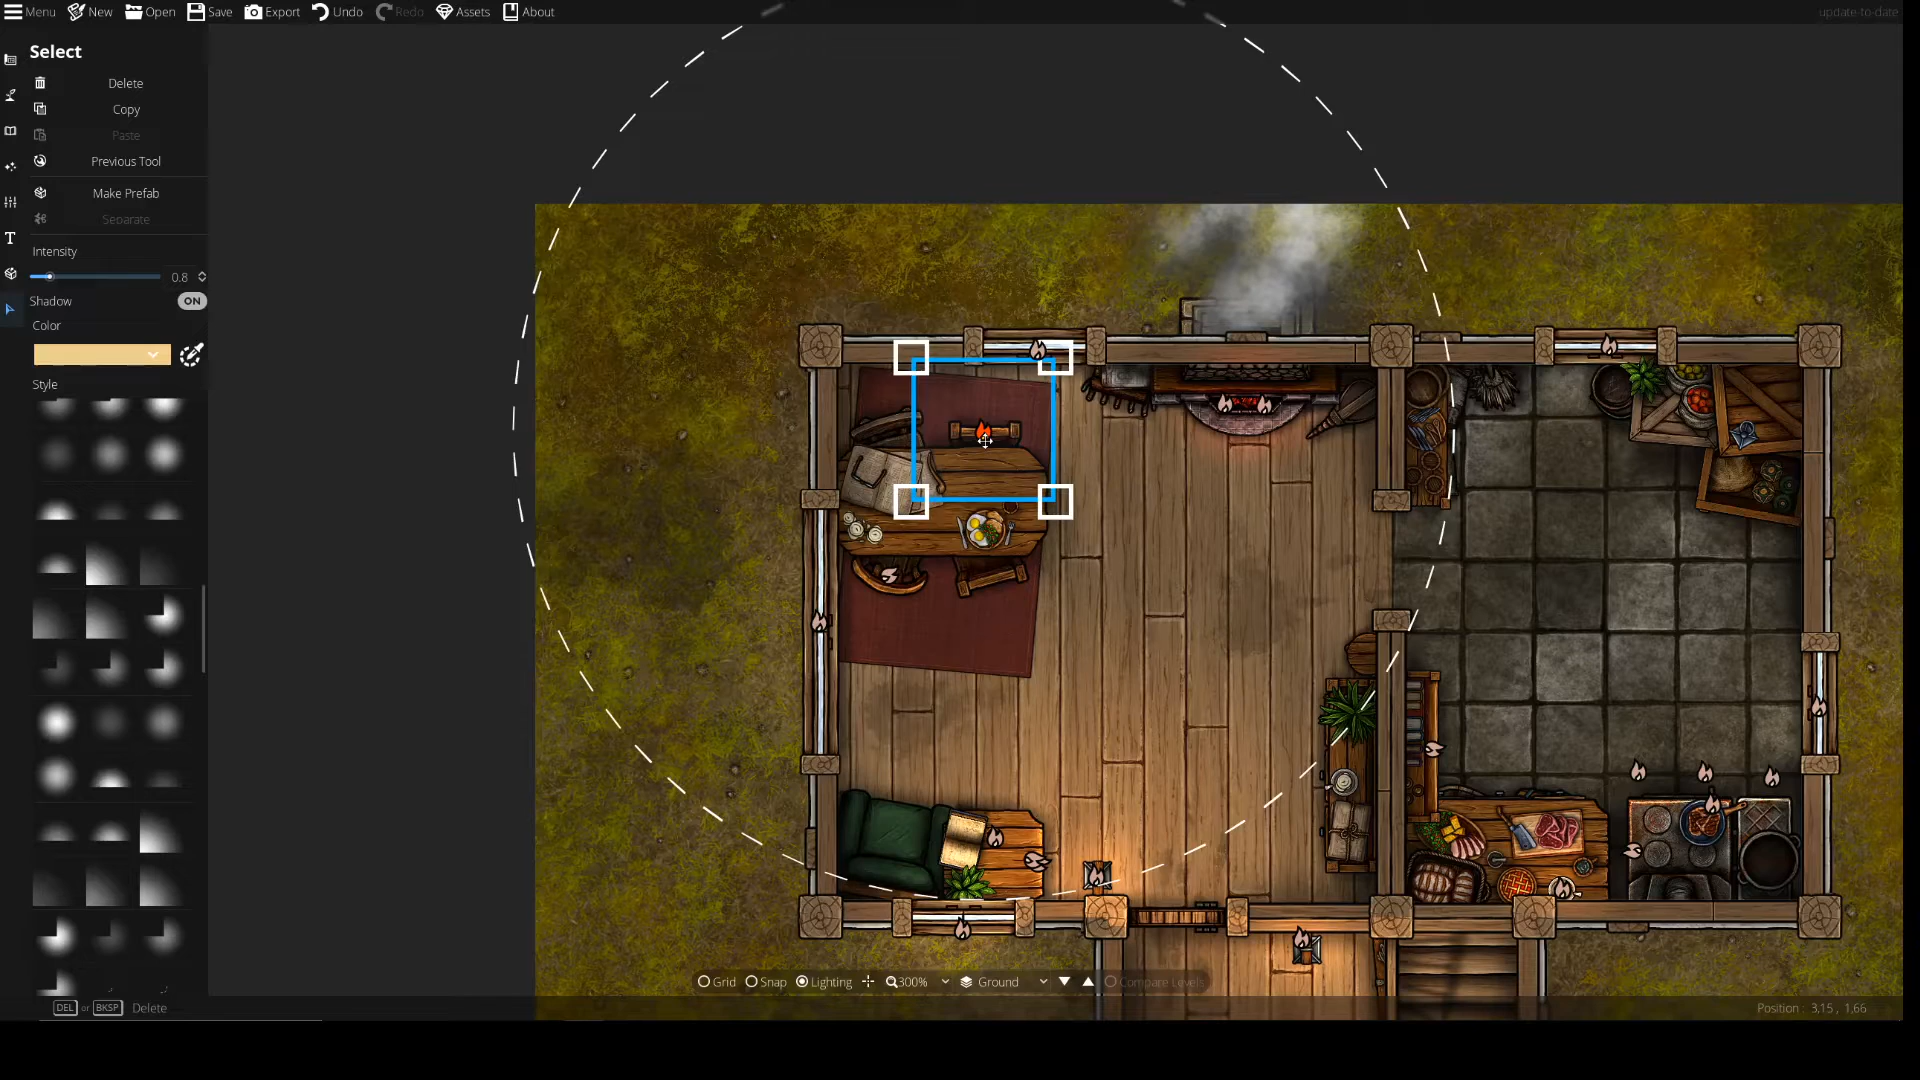 Menu New Open Save Export Undo Redo Assets About update-to-date
Select
Delete
Copy
Paste
Previous Tool
Make Prefab
Separate
Intensity
0.8
Shadow ON
Color
Style
Grid Snap Lighting 300% Ground Compare Levels
DEL or BKSP Delete
Position : 3,15 , 1,66